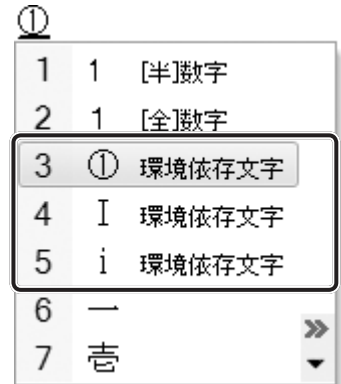 ①
1 1 [半]数字
2 1 [全]数字
3 ① 環境依存文字
4 Ⅰ 環境依存文字
5 ⅰ 環境依存文字
6 一
7 壱